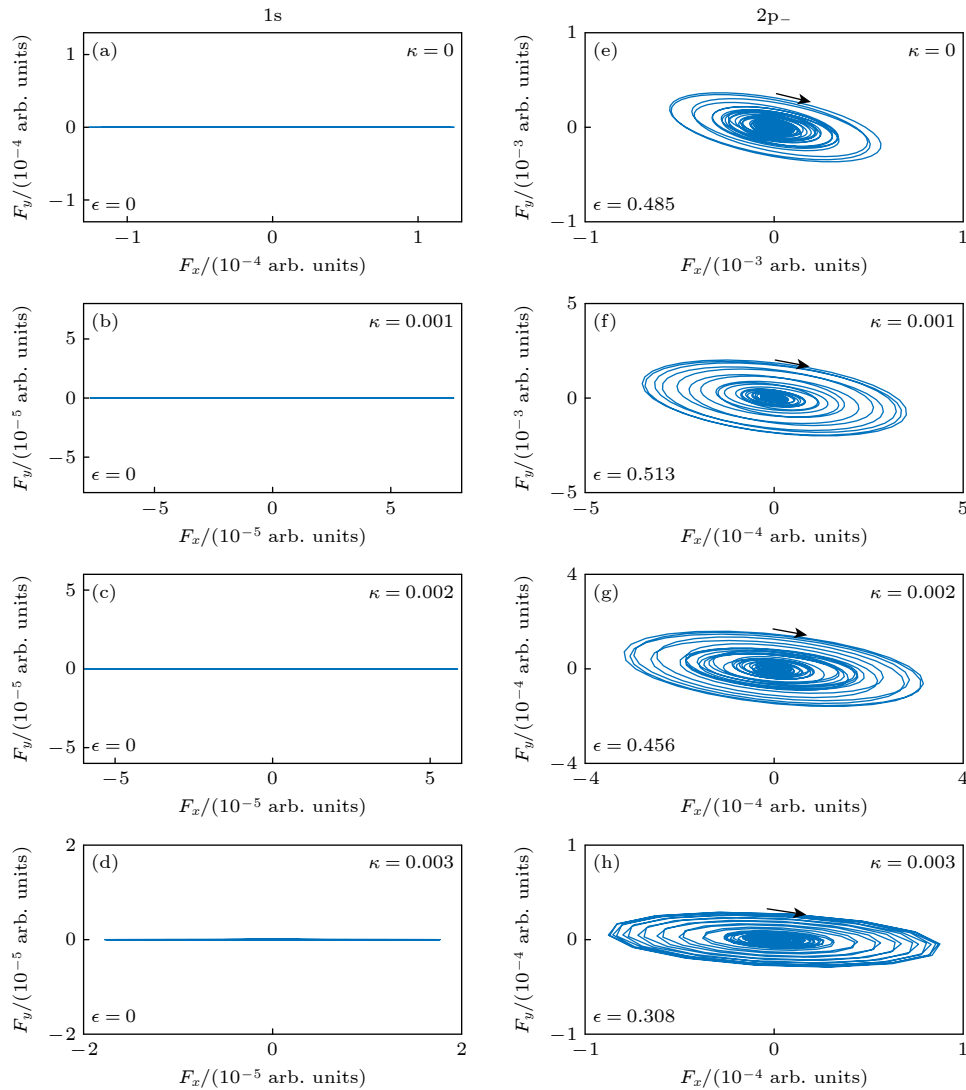 1s
2p₋
(a)
κ = 0
ϵ = 0
1
0
−1
−1
0
1
Fy/(10⁻⁴ arb. units)
Fx/(10⁻⁴ arb. units)
(e)
κ = 0
ϵ = 0.485
1
0
−1
−1
0
1
Fy/(10⁻³ arb. units)
Fx/(10⁻³ arb. units)
(b)
κ = 0.001
ϵ = 0
5
0
−5
−5
0
5
Fy/(10⁻⁵ arb. units)
Fx/(10⁻⁵ arb. units)
(f)
κ = 0.001
ϵ = 0.513
5
0
−5
−5
0
5
Fy/(10⁻³ arb. units)
Fx/(10⁻⁴ arb. units)
(c)
κ = 0.002
ϵ = 0
5
0
−5
−5
0
5
Fy/(10⁻⁵ arb. units)
Fx/(10⁻⁵ arb. units)
(g)
κ = 0.002
ϵ = 0.456
4
0
−4
−4
0
4
Fy/(10⁻⁴ arb. units)
Fx/(10⁻⁴ arb. units)
(d)
κ = 0.003
ϵ = 0
2
0
−2
−2
0
2
Fy/(10⁻⁵ arb. units)
Fx/(10⁻⁵ arb. units)
(h)
κ = 0.003
ϵ = 0.308
1
0
−1
−1
0
1
Fy/(10⁻⁴ arb. units)
Fx/(10⁻⁴ arb. units)